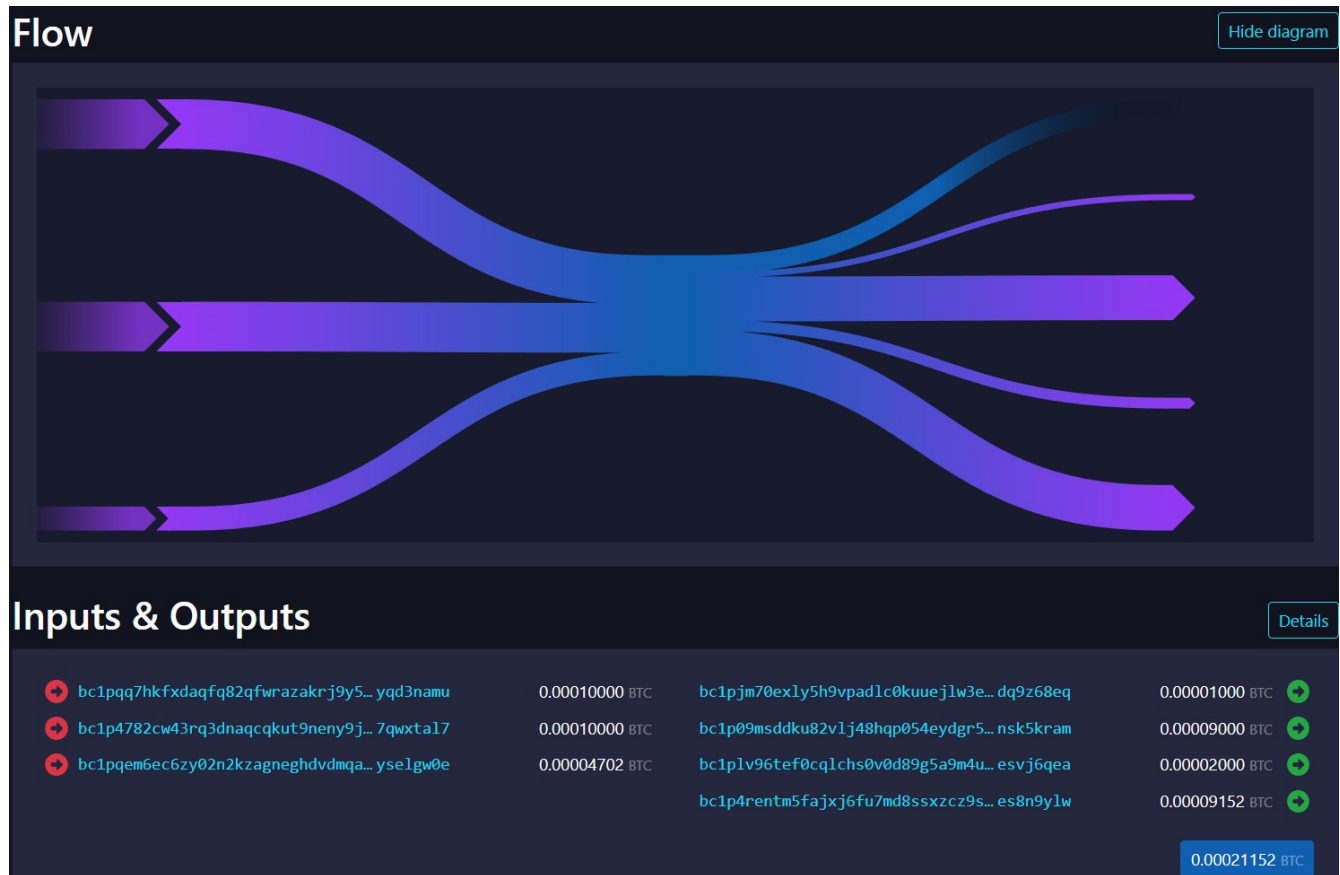 Flow
Hide diagram
Inputs & Outputs
Details
bc1pqq7hkfxdaqfq82qfwrazakrj9y5…yqd3namu 0.00010000 BTC bc1pjm70exly5h9vpadlc0kuuejlw3e…dq9z68eq 0.00001000 BTC
bc1p4782cw43rq3dnaqcqkut9neny9j…7qwxtal7 0.00010000 BTC bc1p09msddku82vlj48hqp054eydgr5…nsk5kram 0.00009000 BTC
bc1pqem6ec6zy02n2kzagneghdvdmqa…yselgw0e 0.00004702 BTC bc1plv96tef0cqlchs0v0d89g5a9m4u…esvj6qea 0.00002000 BTC
bc1p4rentm5fajxj6fu7md8ssxzcz9s…es8n9ylw 0.00009152 BTC
0.00021152 BTC